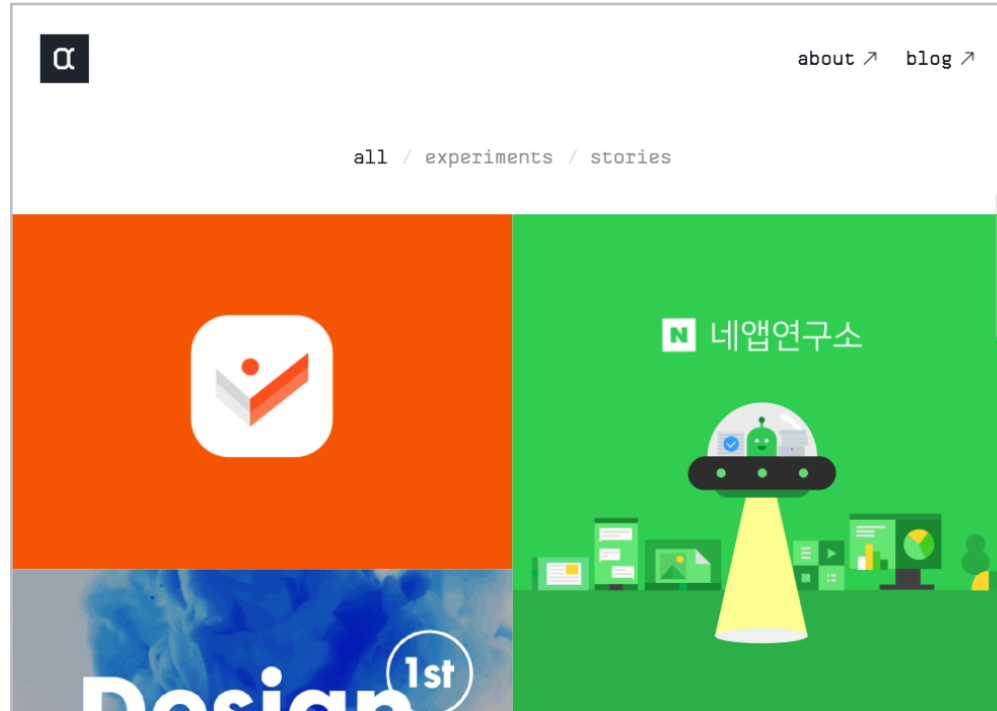 α
about ↗ blog ↗
all / experiments / stories
N 네앱연구소
1st
Design